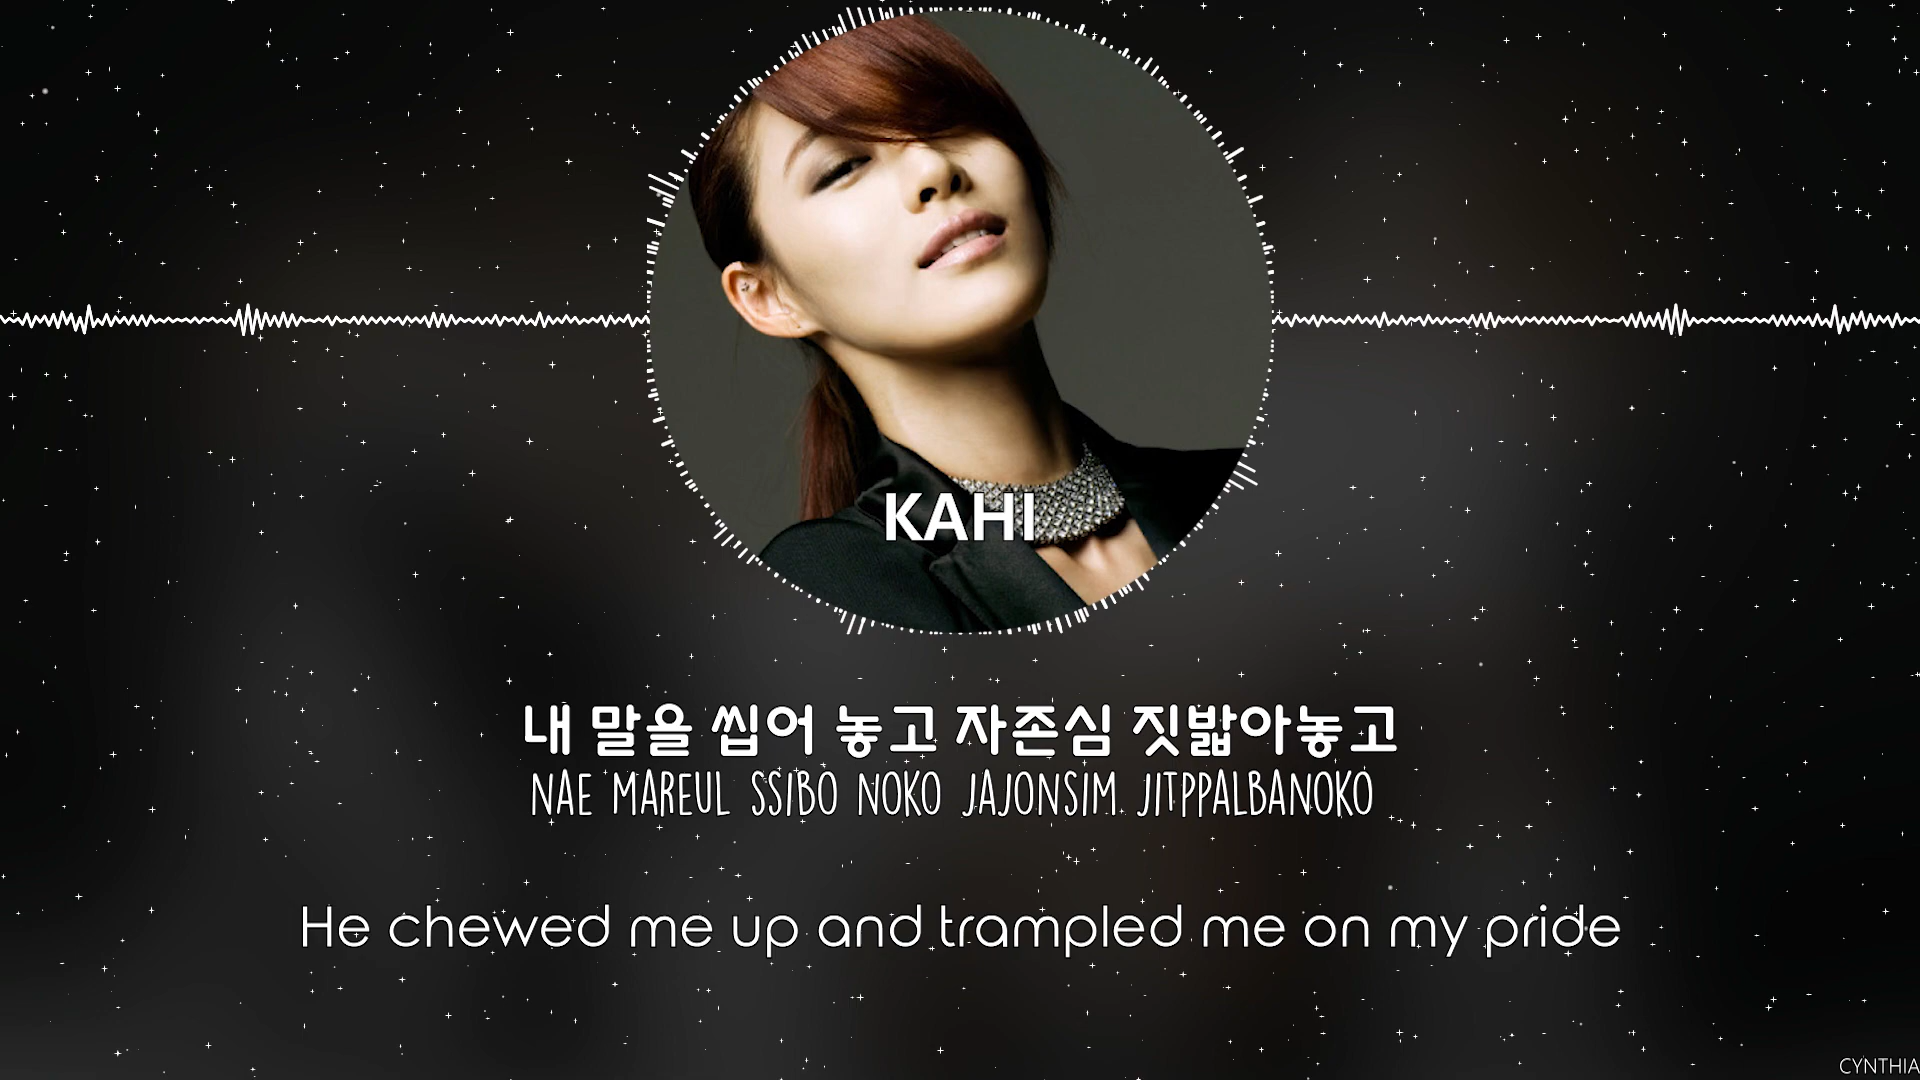 KAHI
내 말을 씹어 놓고 자존심 짓밟아놓고
NAE MAREUL SSIBO NOKO JAJONSIM JITPPALBANOKO
He chewed me up and trampled me on my pride
CYNTHIA